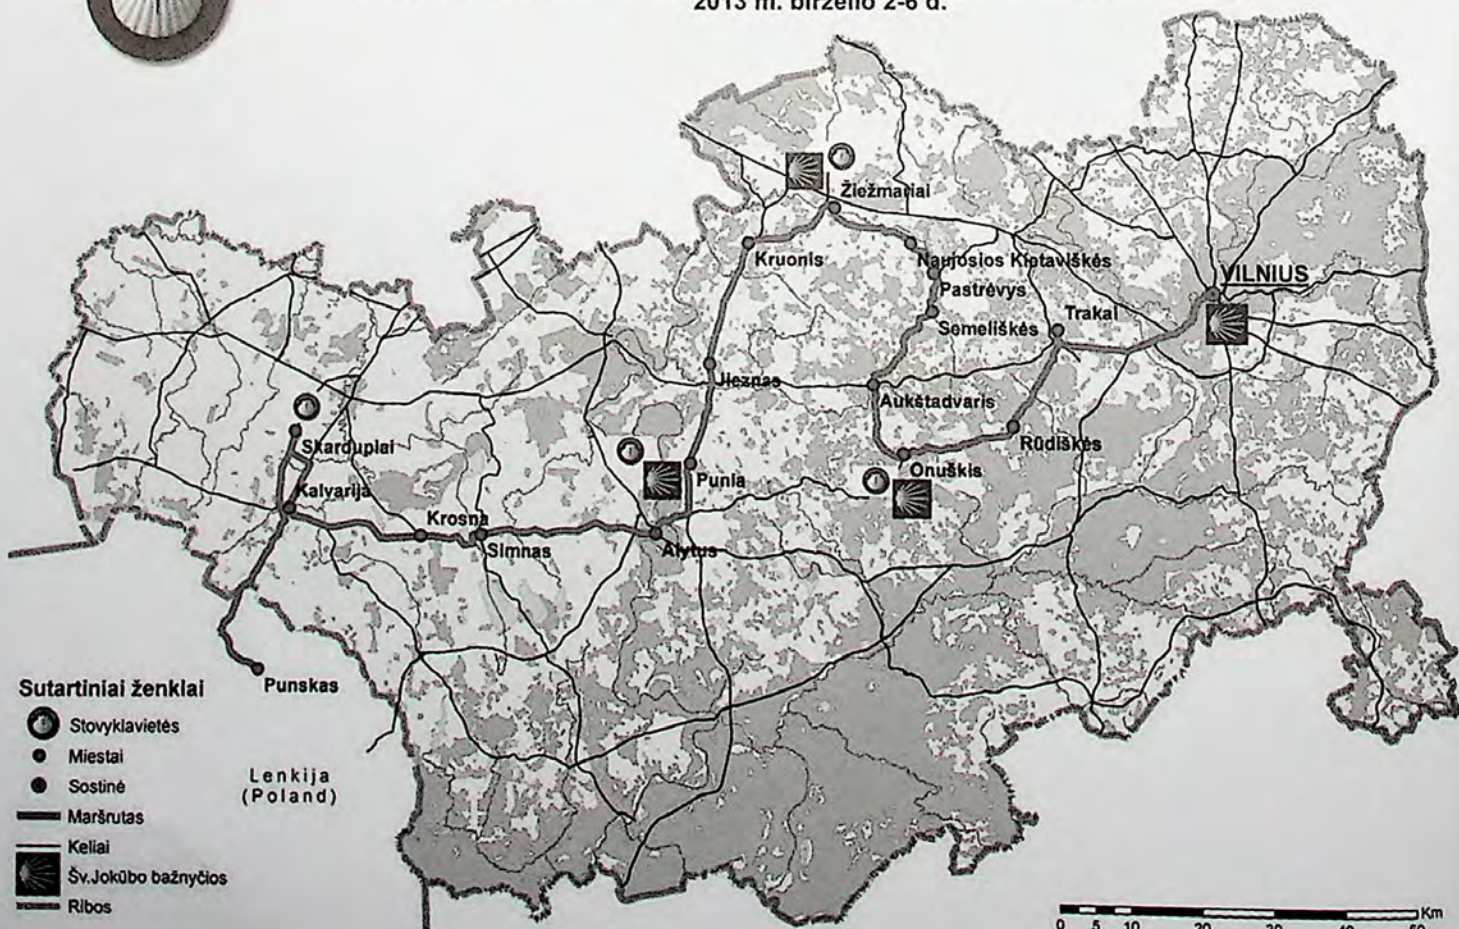 2013 m. birželio 2-6 d.
Žiežmariai
Kruonis
Naujosios Kietaviškės
Pastrėvys
VILNIUS
Semeliškės
Trakai
Jieznas
Aukštadvaris
Rūdiškės
Skardupiai
Onuškis
Punia
Kalvarija
Krosna
Simnas
Alytus
Punskas
Sutartiniai ženklai
Stovyklavietės
Miestai
Sostinė
Maršrutas
Keliai
Šv.Jokūbo bažnyčios
Ribos
Lenkija
(Poland)
Km
0 5 10 20 30 40 50